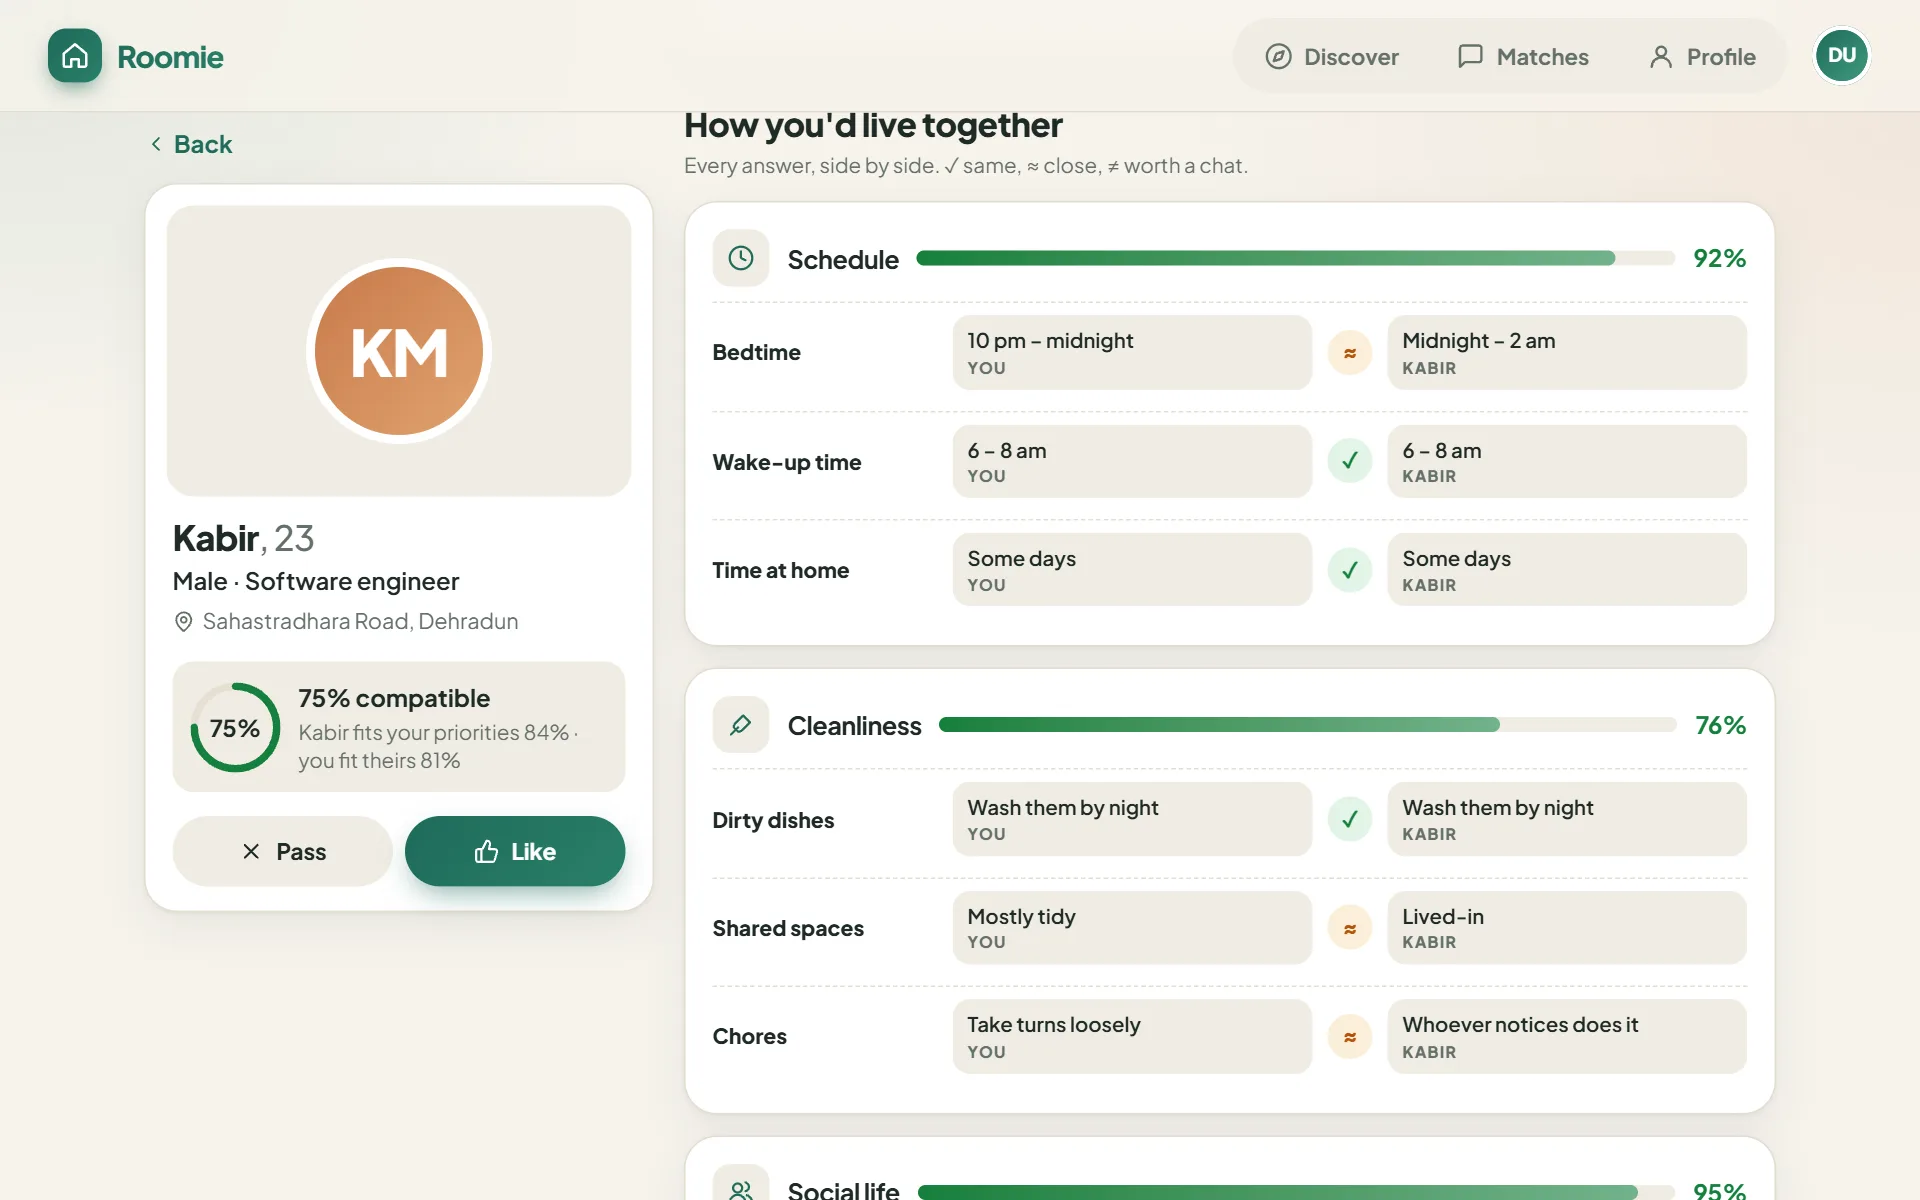 Roomie
Discover
Matches
Profile
DU
Back
KM
Kabir, 23
Male · Software engineer
Sahastradhara Road, Dehradun
75%
75% compatible
Kabir fits your priorities 84% ·
you fit theirs 81%
Pass
Like
How you'd live together
Every answer, side by side. ✓ same, ≈ close, ≠ worth a chat.
Schedule
92%
Bedtime
10 pm – midnight
YOU
≈
Midnight – 2 am
KABIR
Wake-up time
6 – 8 am
YOU
✓
6 – 8 am
KABIR
Time at home
Some days
YOU
✓
Some days
KABIR
Cleanliness
76%
Dirty dishes
Wash them by night
YOU
✓
Wash them by night
KABIR
Shared spaces
Mostly tidy
YOU
≈
Lived-in
KABIR
Chores
Take turns loosely
YOU
≈
Whoever notices does it
KABIR
Social life
95%